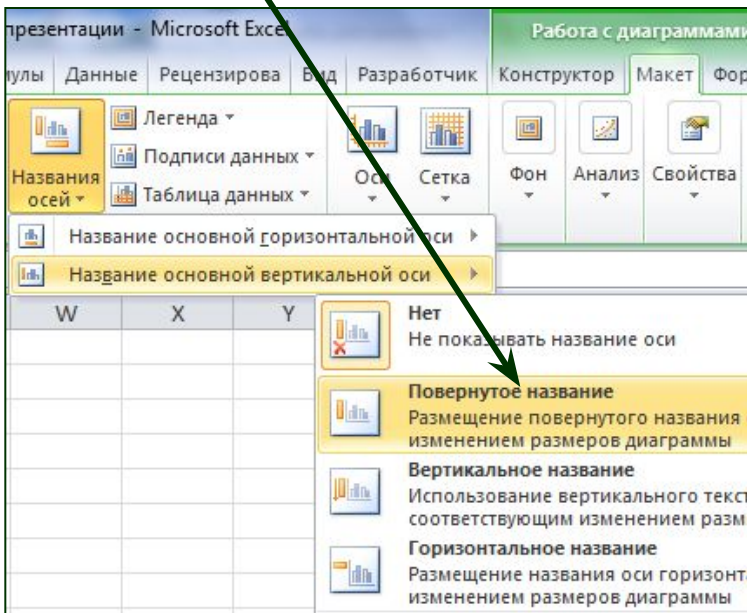 презентации - Microsoft Excel Работа с диаграммами
мулы Данные Рецензирова Вид Разработчик Конструктор Макет Фор
Названия осей
Легенда
Подписи данных
Таблица данных
Оси
Сетка
Фон
Анализ
Свойства
Название основной горизонтальной оси
Название основной вертикальной оси
W X Y
Нет
Не показывать название оси
Повернутое название
Размещение повернутого названия
изменением размеров диаграммы
Вертикальное название
Использование вертикального текст
соответствующим изменением разм
Горизонтальное название
Размещение названия оси горизонта
изменением размеров диаграммы